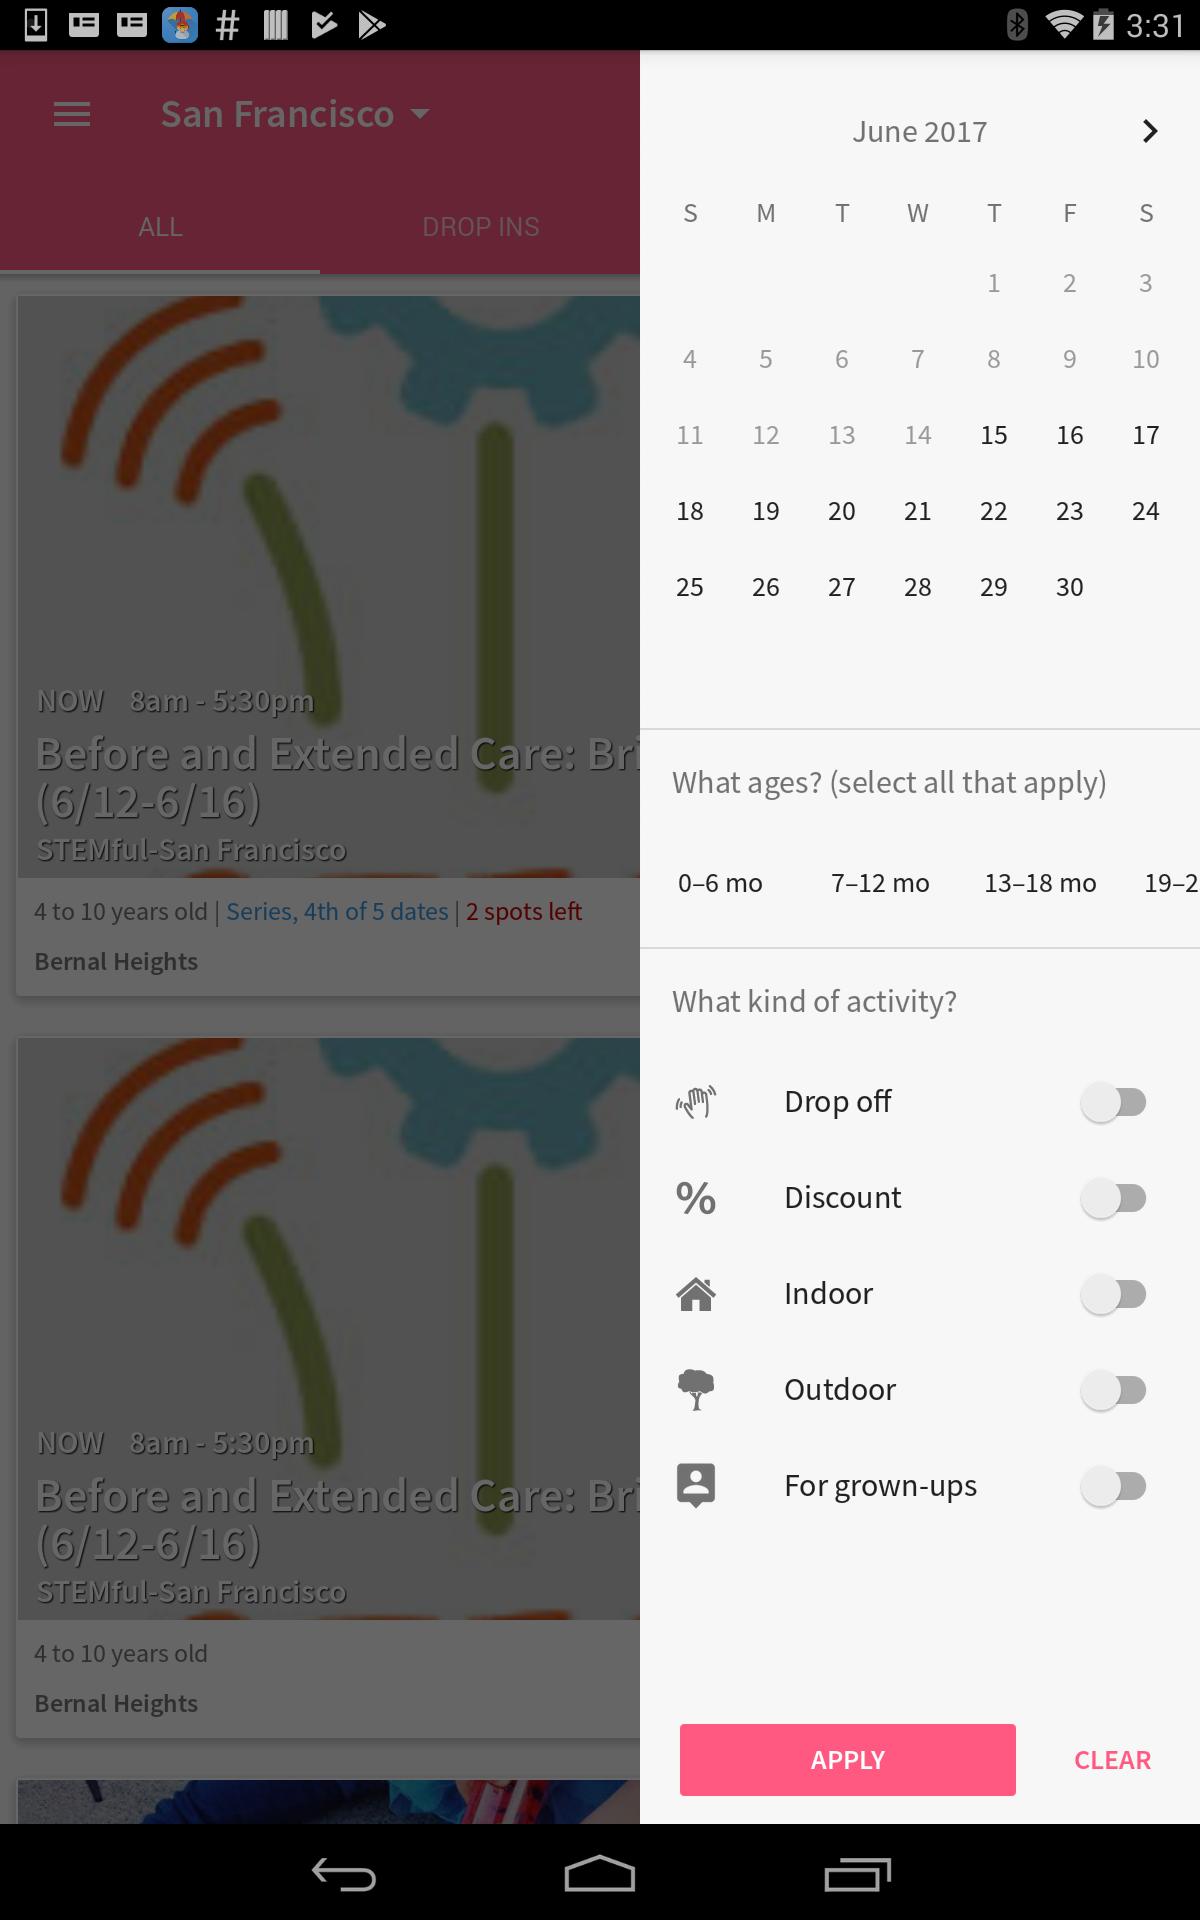 3:31
San Francisco
ALL
DROP INS
NOW 8am - 5:30pm
Before and Extended Care: Bri
(6/12-6/16)
STEMful-San Francisco
4 to 10 years old | Series, 4th of 5 dates | 2 spots left
Bernal Heights
NOW 8am - 5:30pm
Before and Extended Care: Bri
(6/12-6/16)
STEMful-San Francisco
4 to 10 years old
Bernal Heights
June 2017
S M T W T F S
1 2 3
4 5 6 7 8 9 10
11 12 13 14 15 16 17
18 19 20 21 22 23 24
25 26 27 28 29 30
What ages? (select all that apply)
0–6 mo 7–12 mo 13–18 mo 19–2
What kind of activity?
Drop off
% Discount
Indoor
Outdoor
For grown-ups
APPLY CLEAR